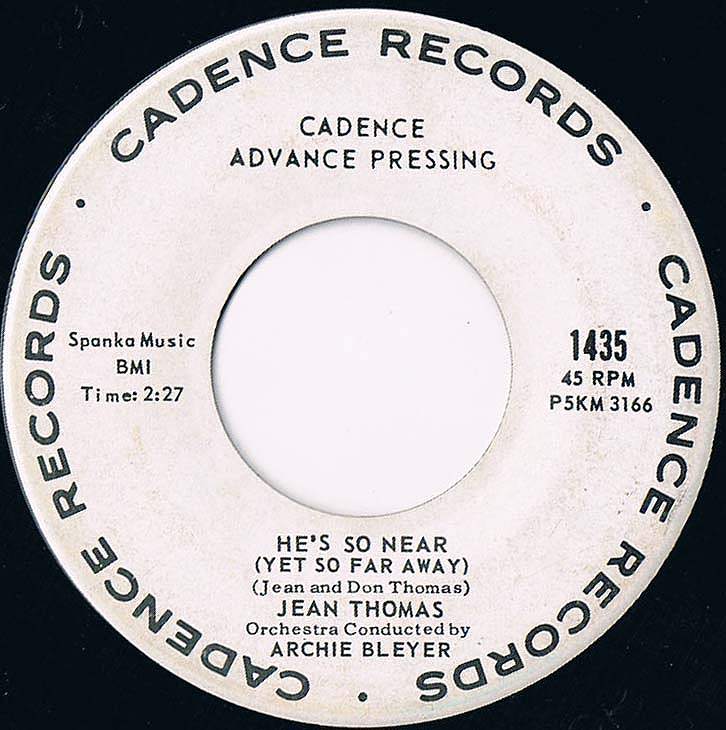 CADENCE RECORDS
CADENCE
ADVANCE PRESSING
Spanka Music
BMI
Time: 2:27
1435
45 RPM
P5KM 3166
HE'S SO NEAR
(YET SO FAR AWAY)
(Jean and Don Thomas)
JEAN THOMAS
Orchestra Conducted by
ARCHIE BLEYER
CADENCE RECORDS
CADENCE RECORDS